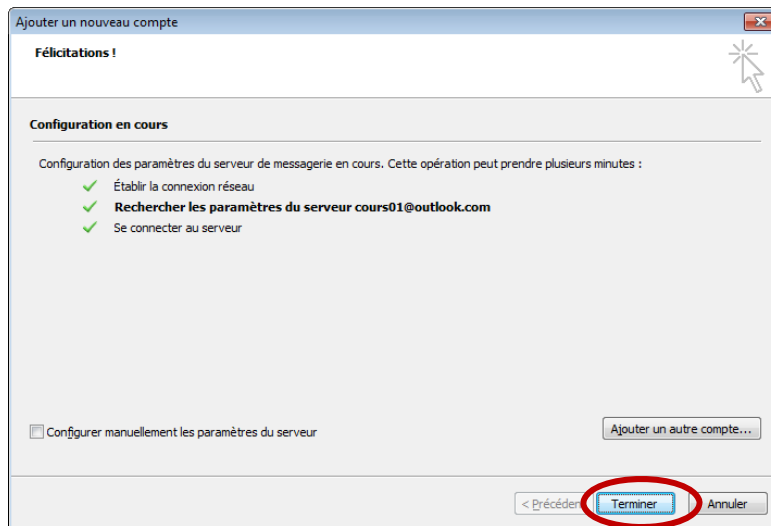 Ajouter un nouveau compte
Félicitations !
Configuration en cours
Configuration des paramètres du serveur de messagerie en cours. Cette opération peut prendre plusieurs minutes :
Établir la connexion réseau
Rechercher les paramètres du serveur cours01@outlook.com
Se connecter au serveur
Configurer manuellement les paramètres du serveur
Ajouter un autre compte...
< Précéden Terminer Annuler